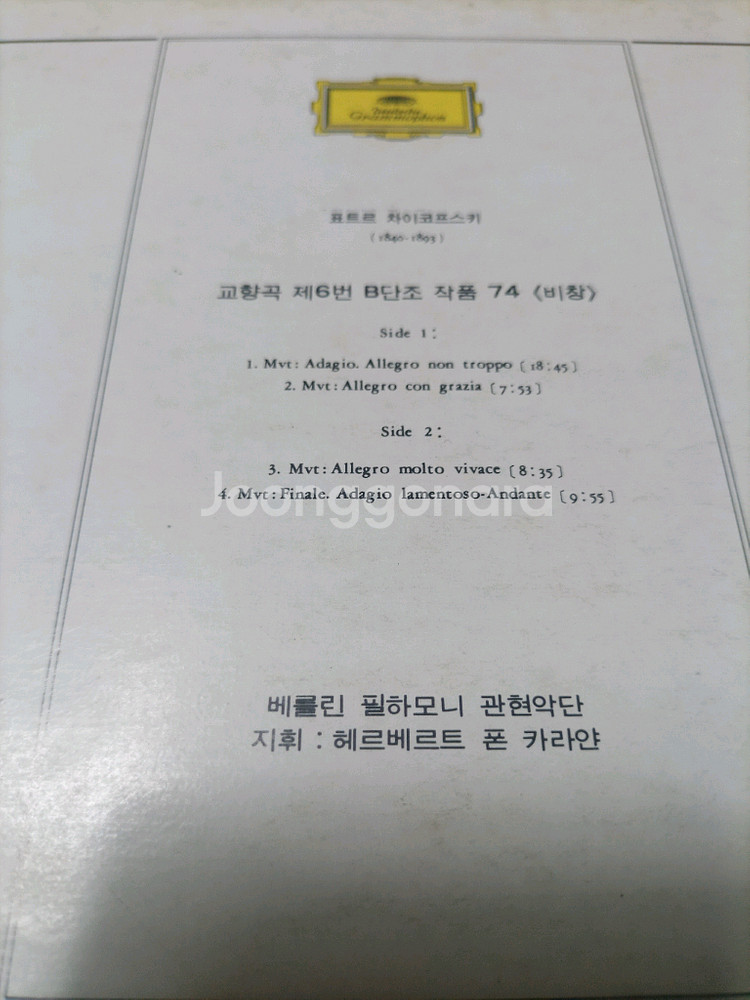 Deutsche
Grammophon
표트르 차이코프스키
(1840-1893)
교향곡 제6번 B단조 작품 74 《비창》
Side 1:
1. Mvt: Adagio. Allegro non troppo [18:45]
2. Mvt: Allegro con grazia [7:53]
Side 2:
3. Mvt: Allegro molto vivace [8:35]
4. Mvt: Finale. Adagio lamentoso-Andante [9:55]
Joonggonara
베를린 필하모니 관현악단
지휘 : 헤르베르트 폰 카라얀